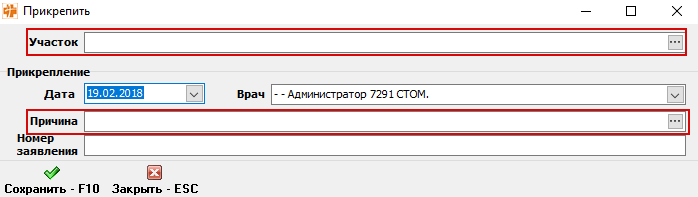 Прикрепить
Участок
Прикрепление
Дата 19.02.2018 Врач - - Администратор 7291 СТОМ.
Причина
Номер
заявления
Сохранить - F10 Закрыть - ESC